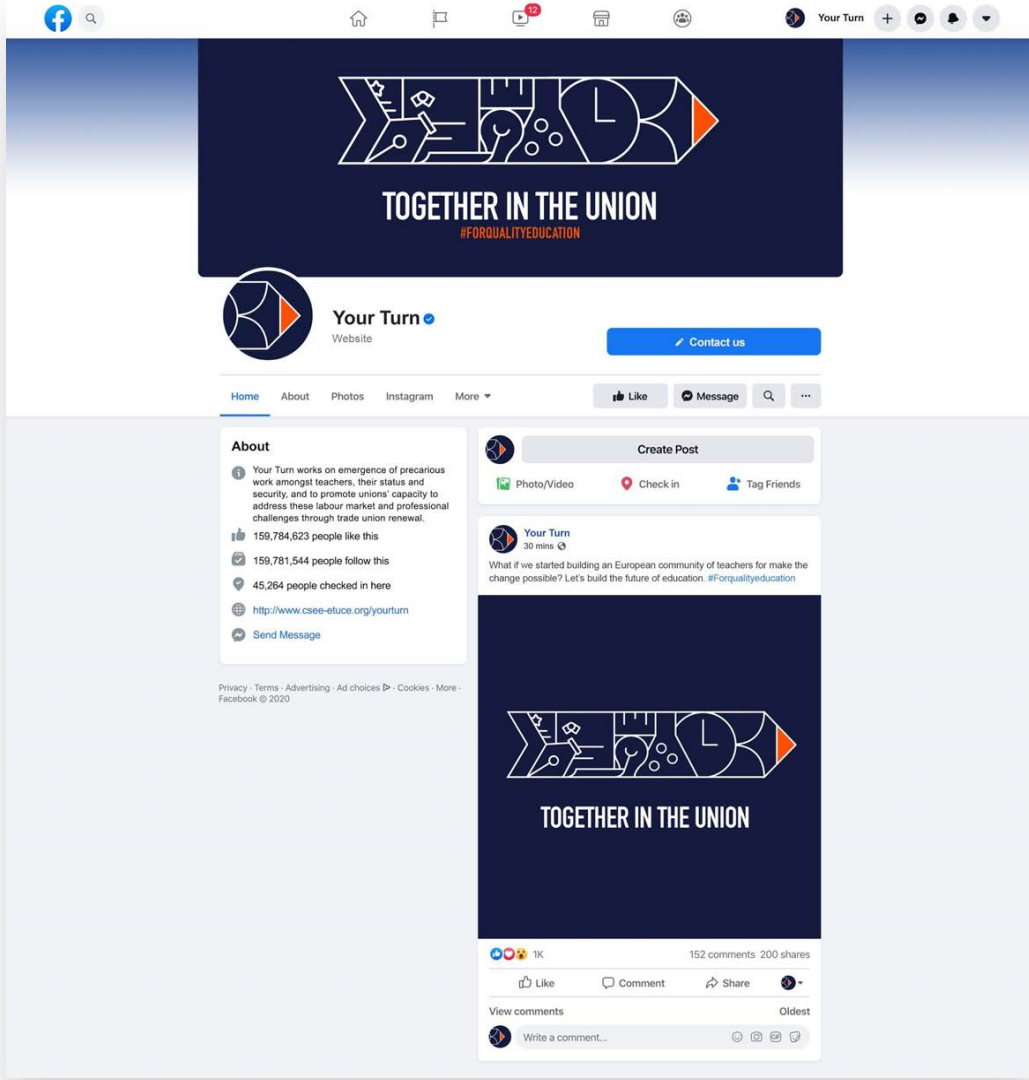 12
Your Turn
TOGETHER IN THE UNION
#FORQUALITYEDUCATION
Your Turn
Website
Contact us
Home About Photos Instagram More
Like Message
About
Your Turn works on emergence of precarious
work amongst teachers, their status and
security, and to promote unions' capacity to
address these labour market and professional
challenges through trade union renewal.
159,784,623 people like this
159,781,544 people follow this
45,264 people checked in here
http://www.csee-etuce.org/yourturn
Send Message
Privacy · Terms · Advertising · Ad choices · Cookies · More ·
Facebook © 2020
Create Post
Photo/Video Check in Tag Friends
Your Turn
30 mins
What if we started building an European community of teachers for make the
change possible? Let's build the future of education. #Forqualityeducation
TOGETHER IN THE UNION
1K 152 comments 200 shares
Like Comment Share
View comments Oldest
Write a comment... GIF